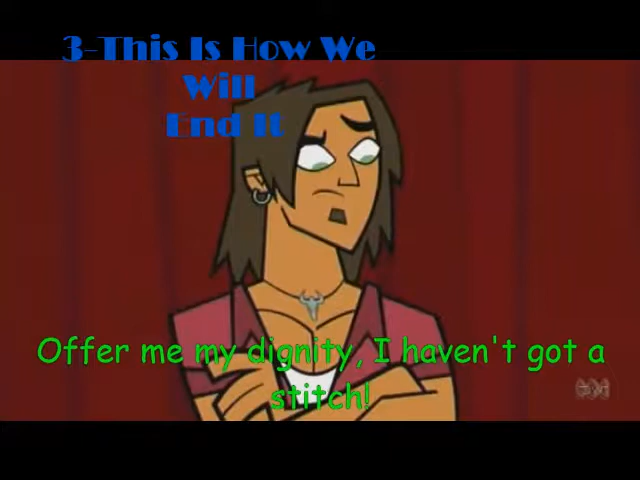 3-This Is How We
Will
End It
Offer me my dignity, I haven't got a
stitch!